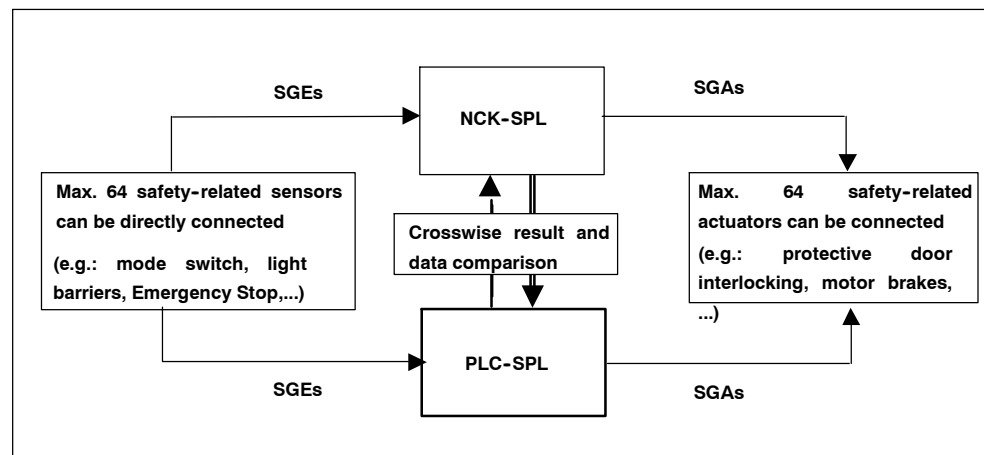 SGEs
NCK-SPL
SGAs
Max. 64 safety-related sensors
can be directly connected
(e.g.: mode switch, light
barriers, Emergency Stop,...)
Crosswise result and
data comparison
Max. 64 safety-related
actuators can be connected
(e.g.: protective door
interlocking, motor brakes,
...)
PLC-SPL
SGEs
SGAs